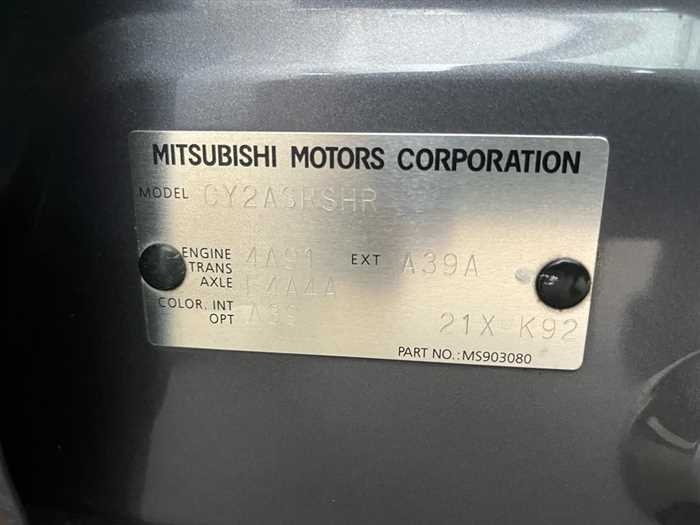 MITSUBISHI MOTORS CORPORATION
MODEL CY2ASRSHR
ENGINE 4A91 EXT A39A
TRANS
AXLE F4A4A
COLOR. INT
OPT 21X K92
PART NO.:MS903080